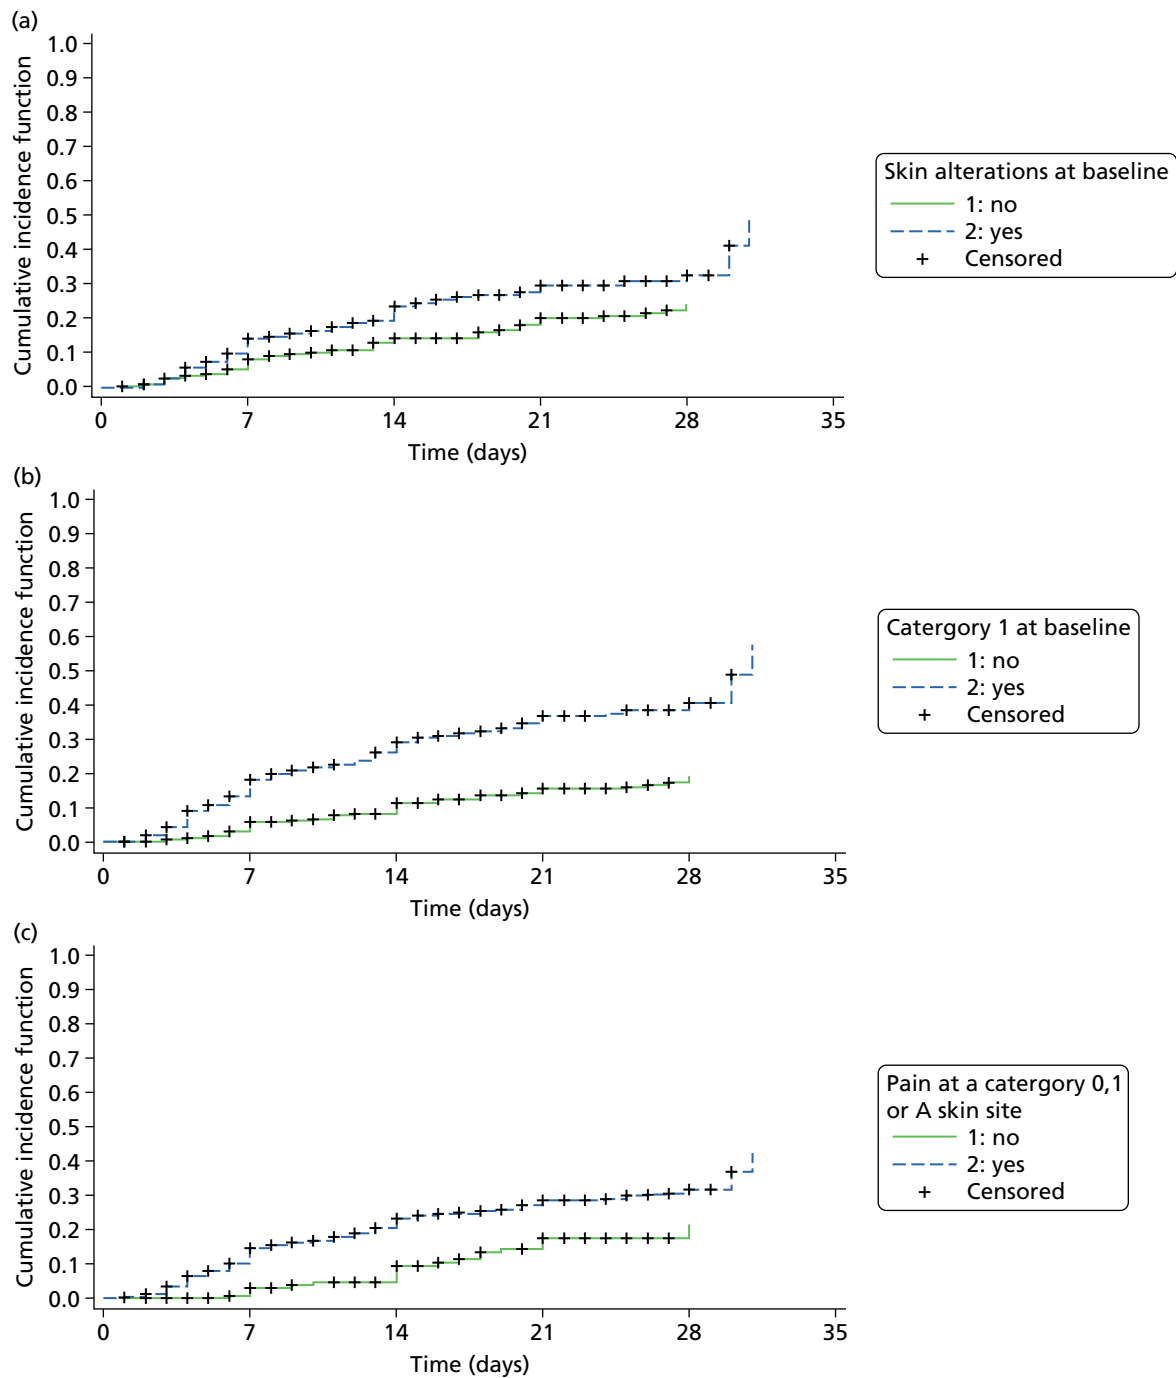 (a)
Cumulative incidence function
1.0
0.9
0.8
0.7
0.6
0.5
0.4
0.3
0.2
0.1
0.0
0 7 14 21 28 35
Time (days)
Skin alterations at baseline
1: no
2: yes
+ Censored
(b)
Cumulative incidence function
1.0
0.9
0.8
0.7
0.6
0.5
0.4
0.3
0.2
0.1
0.0
0 7 14 21 28 35
Time (days)
Catergory 1 at baseline
1: no
2: yes
+ Censored
(c)
Cumulative incidence function
1.0
0.9
0.8
0.7
0.6
0.5
0.4
0.3
0.2
0.1
0.0
0 7 14 21 28 35
Time (days)
Pain at a catergory 0,1
or A skin site
1: no
2: yes
+ Censored